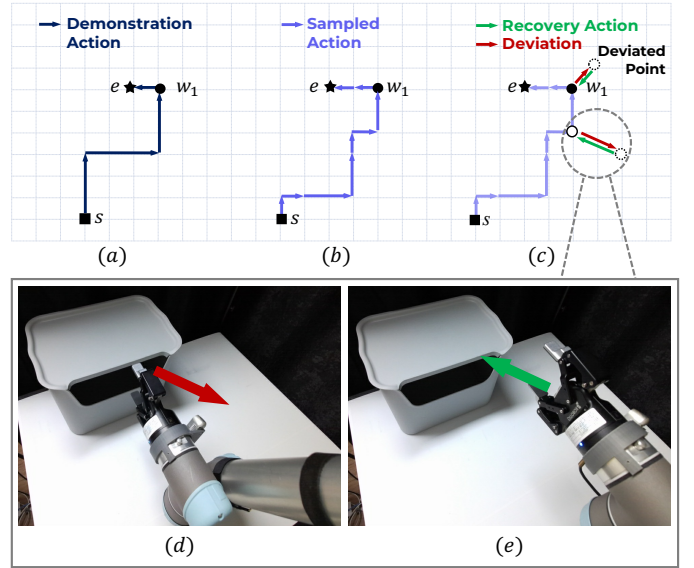 Demonstration
Action
Sampled
Action
Recovery Action
Deviation
Deviated
Point
e
w₁
s
e
w₁
s
e
w₁
s
(a)
(b)
(c)
(d)
(e)